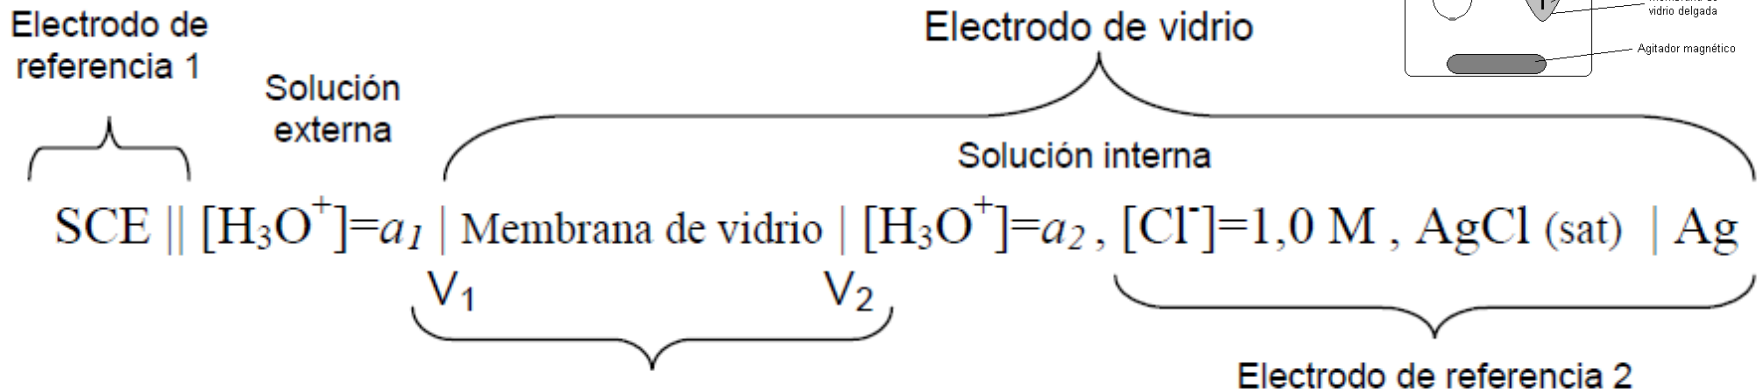 Electrodo de
referencia 1
Solución
externa
Electrodo de vidrio
vidrio delgada
Agitador magnético
Solución interna
SCE || [H₃O⁺]=a₁ | Membrana de vidrio | [H₃O⁺]=a₂ , [Cl⁻]=1,0 M , AgCl (sat) | Ag
V₁ V₂
Electrodo de referencia 2